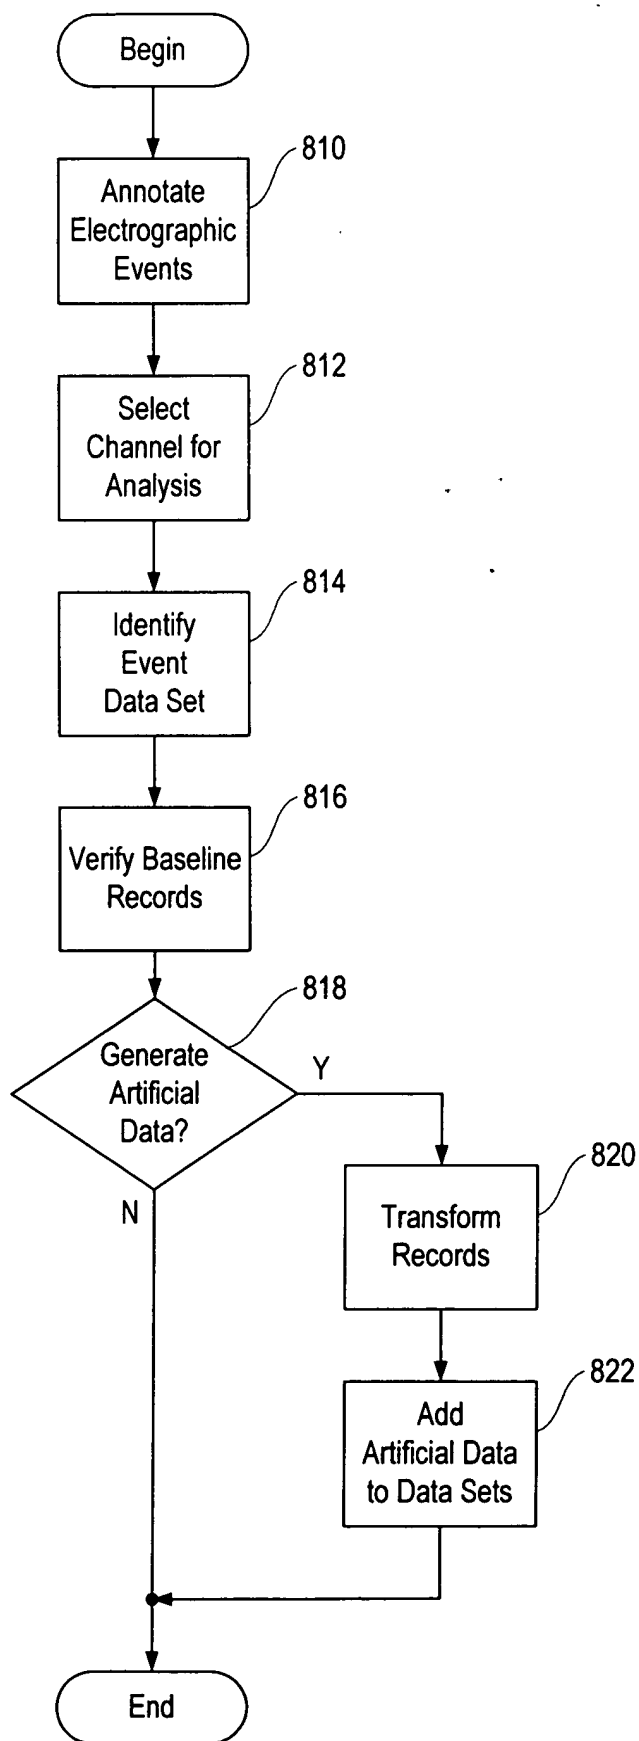 Begin
810
Annotate
Electrographic
Events
812
Select
Channel for
Analysis
814
Identify
Event
Data Set
816
Verify Baseline
Records
818
Generate
Artificial
Data?
Y
N
820
Transform
Records
822
Add
Artificial Data
to Data Sets
End